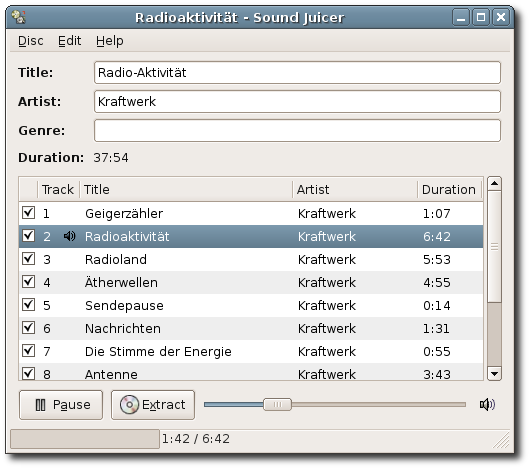 Radioaktivität - Sound Juicer
Disc Edit Help
Title: Radio-Aktivität
Artist: Kraftwerk
Genre:
Duration: 37:54
Track Title Artist Duration
1 Geigerzähler Kraftwerk 1:07
2 Radioaktivität Kraftwerk 6:42
3 Radioland Kraftwerk 5:53
4 Ätherwellen Kraftwerk 4:55
5 Sendepause Kraftwerk 0:14
6 Nachrichten Kraftwerk 1:31
7 Die Stimme der Energie Kraftwerk 0:55
8 Antenne Kraftwerk 3:43
Pause Extract
1:42 / 6:42